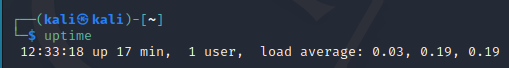 ┌──(kali㉿kali)-[~]
└─$ uptime
 12:33:18 up 17 min,  1 user,  load average: 0.03, 0.19, 0.19